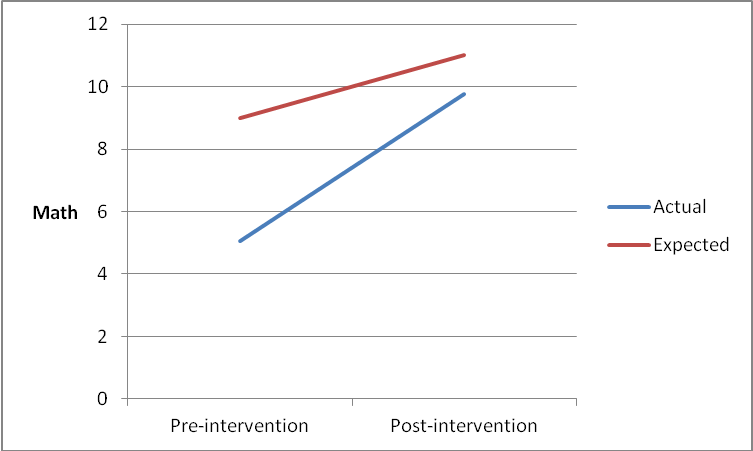 12
10
8
Math
6
Actual
Expected
4
2
0
Pre-intervention
Post-intervention